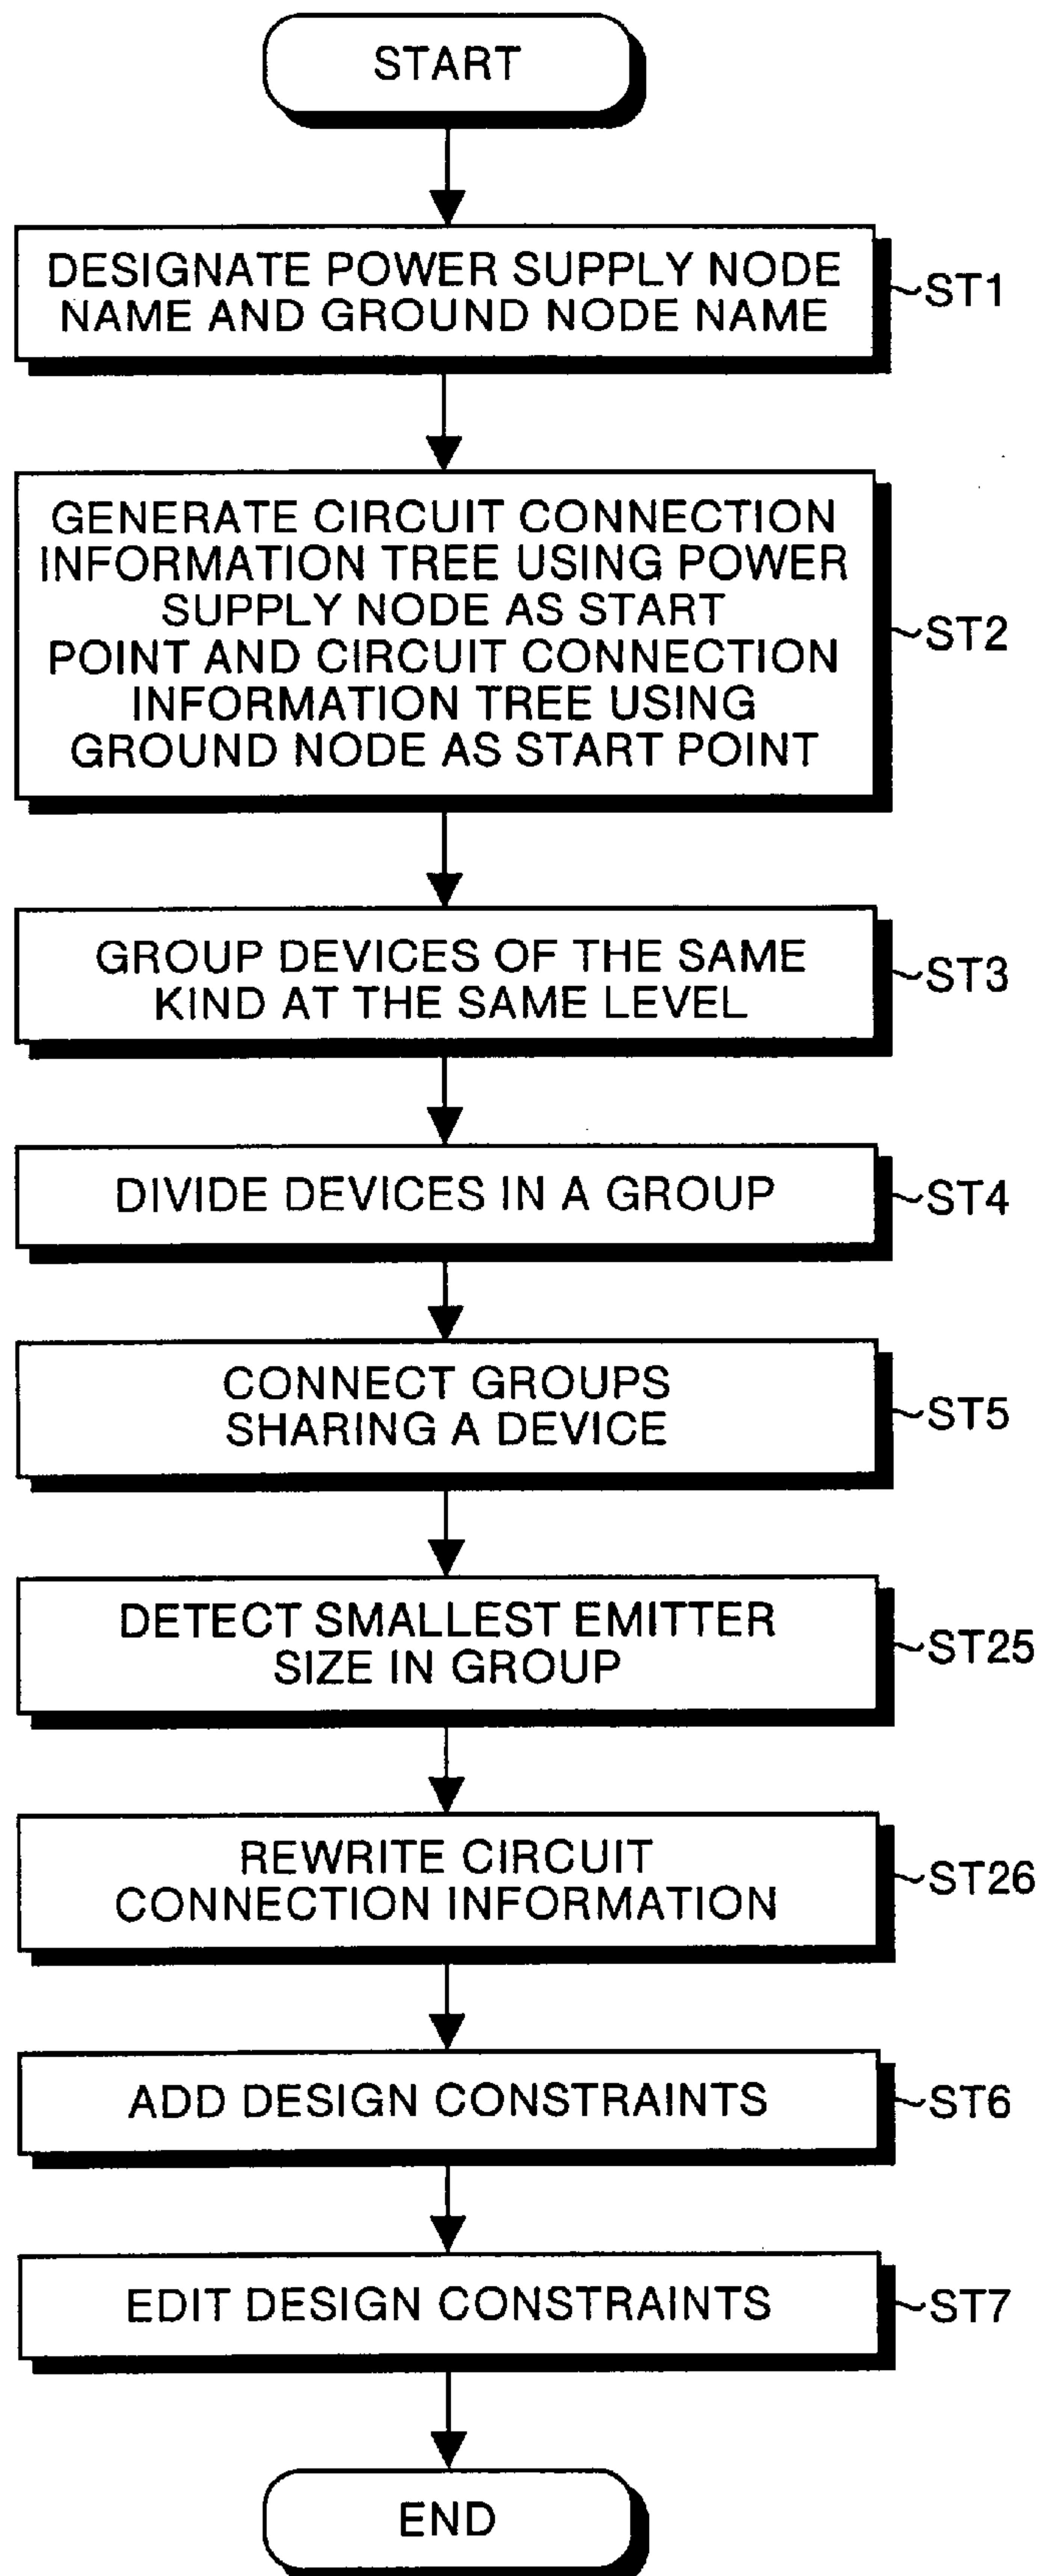 START
DESIGNATE POWER SUPPLY NODE
NAME AND GROUND NODE NAME
ST1
GENERATE CIRCUIT CONNECTION
INFORMATION TREE USING POWER
SUPPLY NODE AS START
POINT AND CIRCUIT CONNECTION
INFORMATION TREE USING
GROUND NODE AS START POINT
ST2
GROUP DEVICES OF THE SAME
KIND AT THE SAME LEVEL
ST3
DIVIDE DEVICES IN A GROUP
ST4
CONNECT GROUPS
SHARING A DEVICE
ST5
DETECT SMALLEST EMITTER
SIZE IN GROUP
ST25
REWRITE CIRCUIT
CONNECTION INFORMATION
ST26
ADD DESIGN CONSTRAINTS
ST6
EDIT DESIGN CONSTRAINTS
ST7
END